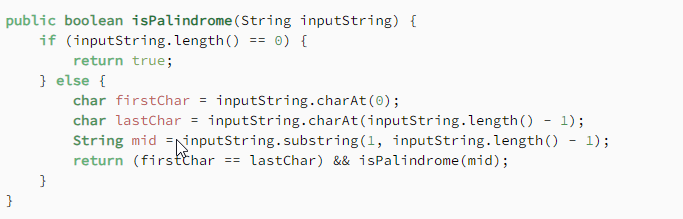 public boolean isPalindrome(String inputString) {
    if (inputString.length() == 0) {
        return true;
    } else {
        char firstChar = inputString.charAt(0);
        char lastChar = inputString.charAt(inputString.length() - 1);
        String mid = inputString.substring(1, inputString.length() - 1);
        return (firstChar == lastChar) && isPalindrome(mid);
    }
}